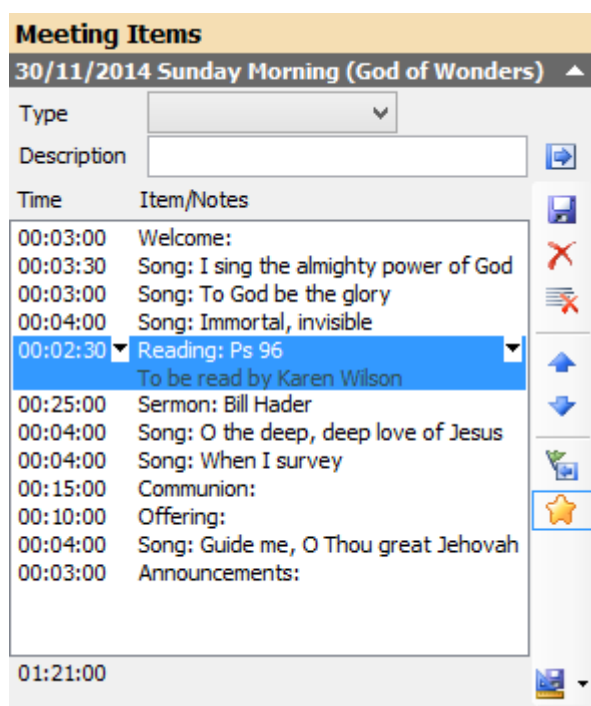 Meeting Items
30/11/2014 Sunday Morning (God of Wonders)
Type
Description
Time Item/Notes
00:03:00 Welcome:
00:03:30 Song: I sing the almighty power of God
00:03:00 Song: To God be the glory
00:04:00 Song: Immortal, invisible
00:02:30 Reading: Ps 96
To be read by Karen Wilson
00:25:00 Sermon: Bill Hader
00:04:00 Song: O the deep, deep love of Jesus
00:04:00 Song: When I survey
00:15:00 Communion:
00:10:00 Offering:
00:04:00 Song: Guide me, O Thou great Jehovah
00:03:00 Announcements:
01:21:00